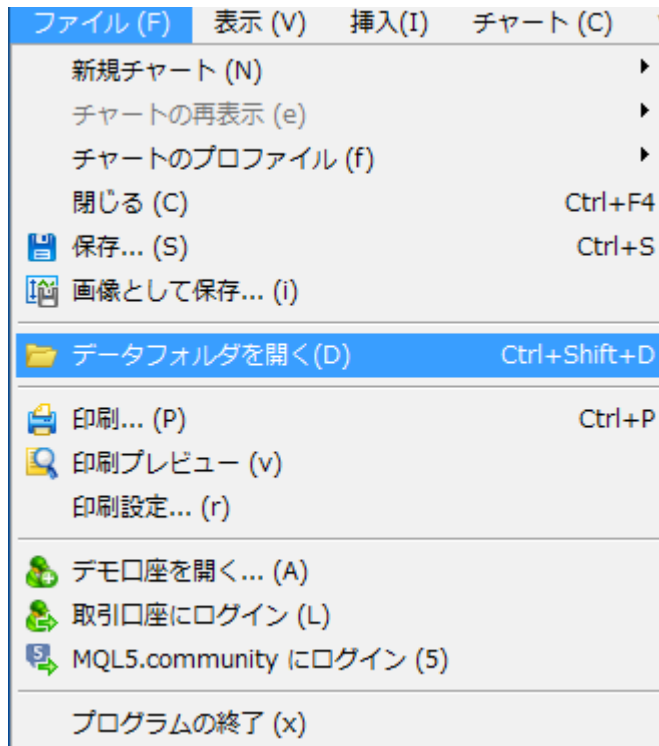 ファイル (F) 表示 (V) 挿入(I) チャート (C)
新規チャート (N)
チャートの再表示 (e)
チャートのプロファイル (f)
閉じる (C) Ctrl+F4
保存... (S) Ctrl+S
画像として保存... (i)
データフォルダを開く(D) Ctrl+Shift+D
印刷... (P) Ctrl+P
印刷プレビュー (v)
印刷設定... (r)
デモ口座を開く... (A)
取引口座にログイン (L)
MQL5.community にログイン (5)
プログラムの終了 (x)